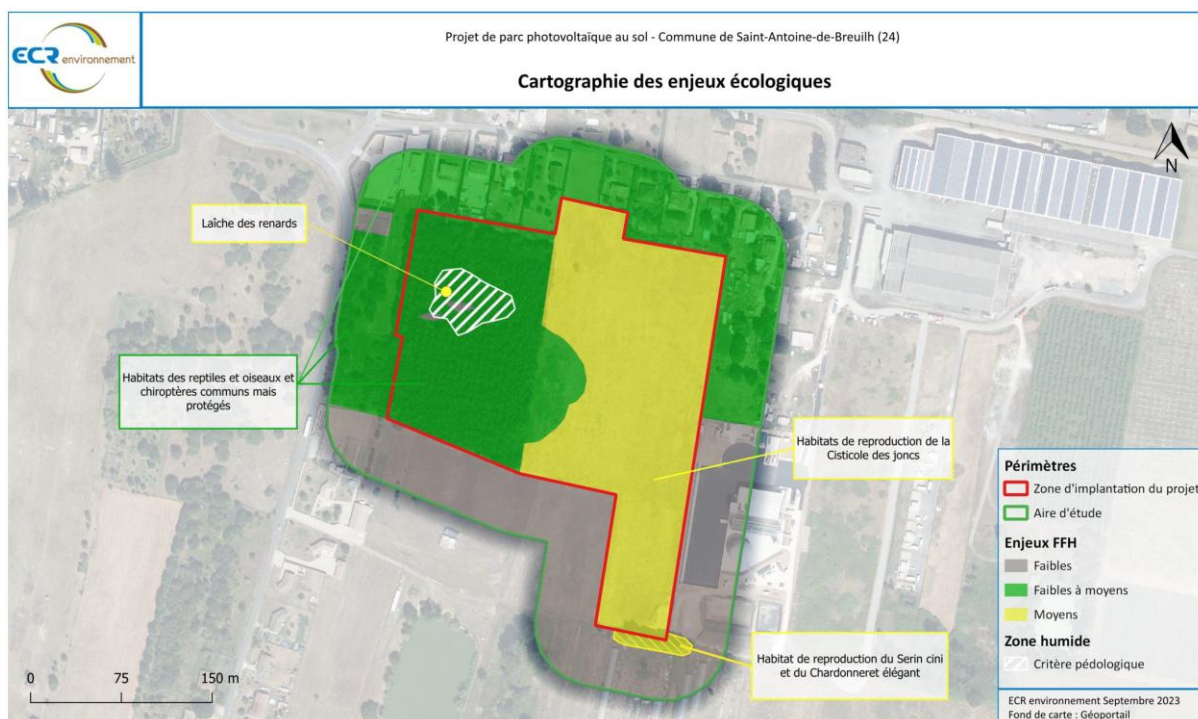 ECR environnement
Projet de parc photovoltaïque au sol - Commune de Saint-Antoine-de-Breuilh (24)
Cartographie des enjeux écologiques
N
Laîche des renards
Habitats des reptiles et oiseaux et
chiroptères communs mais
protégés
Habitats de reproduction de la
Cisticole des joncs
Habitat de reproduction du Serin cini
et du Chardonneret élégant
Périmètres
Zone d'implantation du projet
Aire d'étude
Enjeux FFH
Faibles
Faibles à moyens
Moyens
Zone humide
Critère pédologique
0 75 150 m
ECR environnement Septembre 2023
Fond de carte : Géoportail